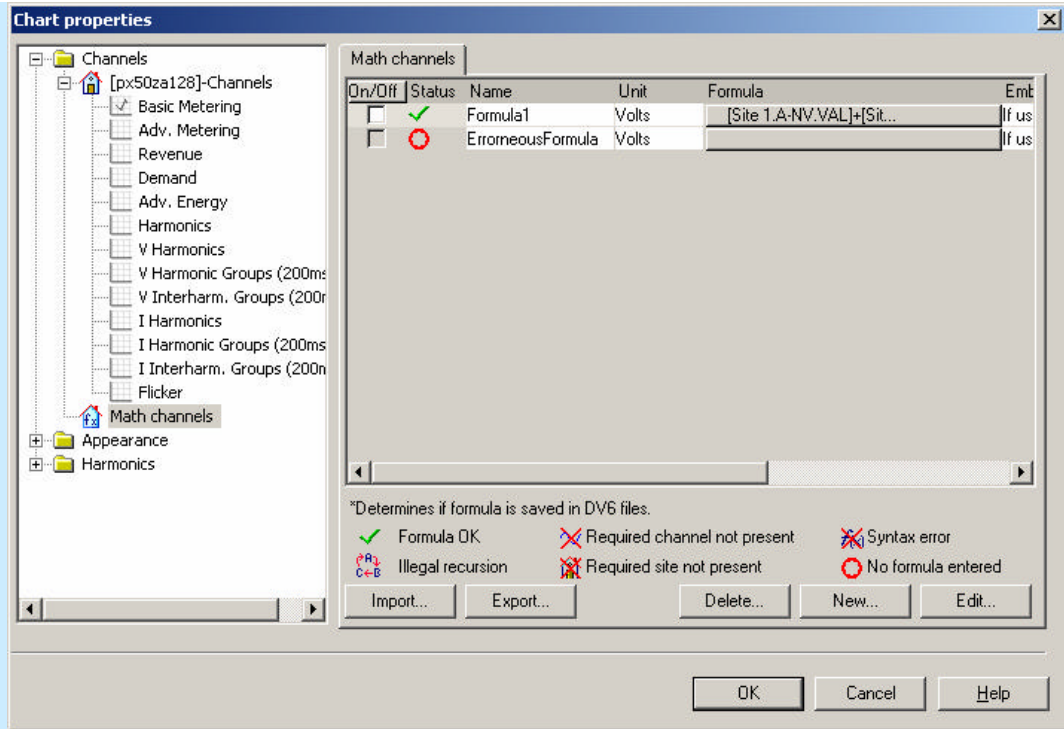 Chart properties
Channels
[px50za128]-Channels
Basic Metering
Adv. Metering
Revenue
Demand
Adv. Energy
Harmonics
V Harmonics
V Harmonic Groups (200ms
V Interharm. Groups (200r
I Harmonics
I Harmonic Groups (200ms
I Interharm. Groups (200n
Flicker
Math channels
Appearance
Harmonics
Math channels
On/Off Status Name Unit Formula Emb
Formula1 Volts [Site 1.A-NV.VAL]+[Sit... If us
ErrorneousFormula Volts If us
*Determines if formula is saved in DV6 files.
Formula OK Required channel not present Syntax error
Illegal recursion Required site not present No formula entered
Import... Export... Delete... New... Edit...
OK Cancel Help